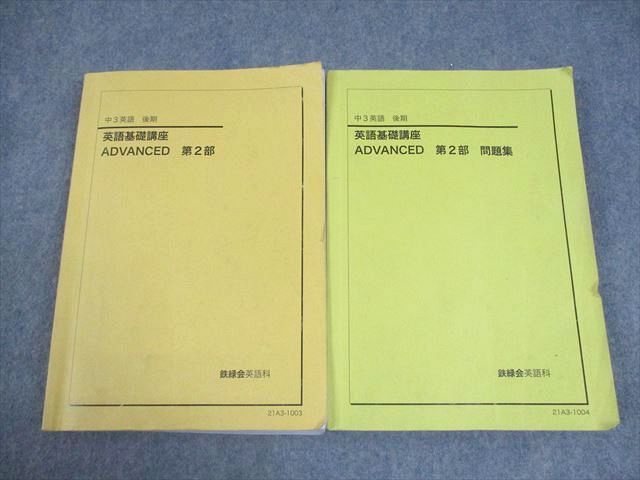 中3英語 後期
英語基礎講座
ADVANCED 第2部
鉄緑会英語科
21A3-1003
中3英語 後期
英語基礎講座
ADVANCED 第2部 問題集
鉄緑会英語科
21A3-1004